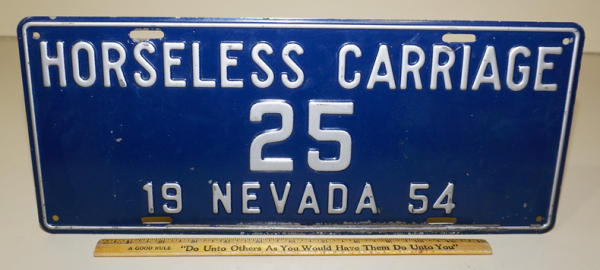 HORSELESS CARRIAGE
25
19 NEVADA 54
A GOOD RULE "Do Unto Others As You Would Have Them Do Unto You"